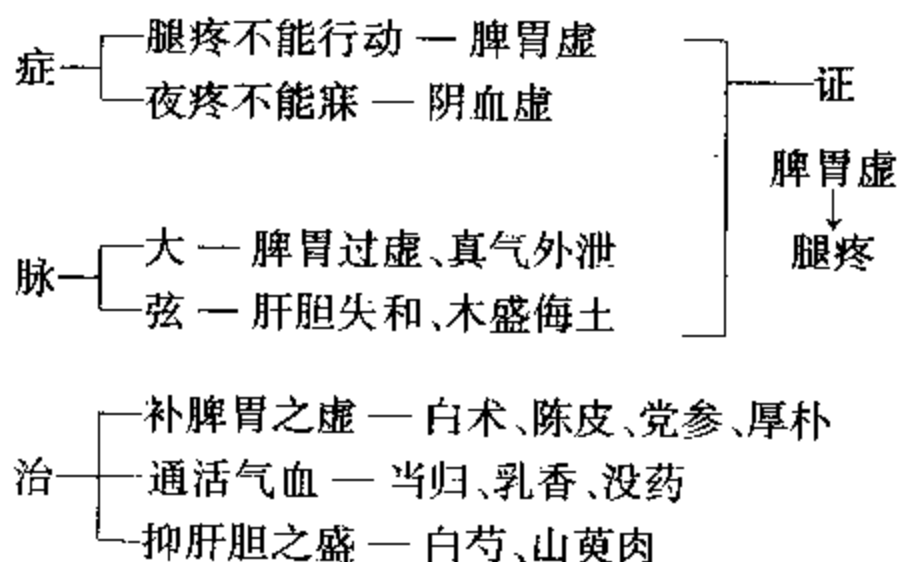 症
腿疼不能行动 — 脾胃虚
夜疼不能寐 — 阴血虚
证
脾胃虚
腿疼
脉
大 — 脾胃过虚、真气外泄
弦 — 肝胆失和、木盛侮土
治
补脾胃之虚 — 白术、陈皮、党参、厚朴
通活气血 — 当归、乳香、没药
抑肝胆之盛 — 白芍、山萸肉